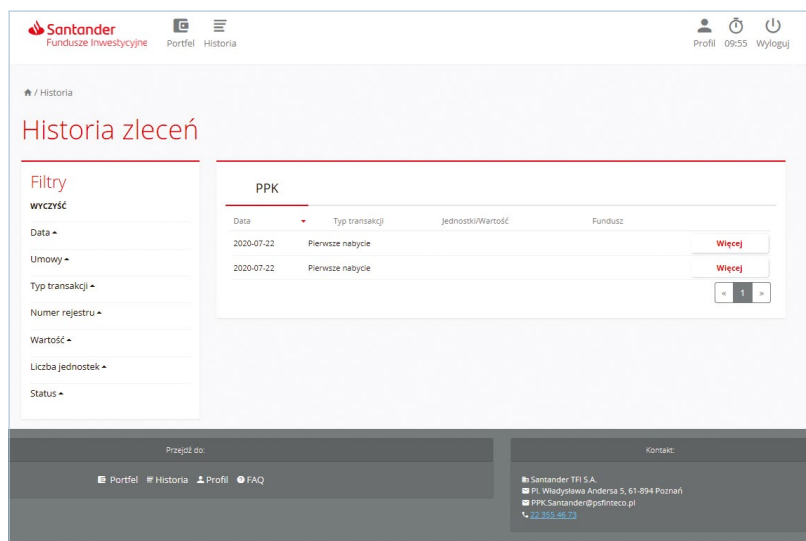 Santander
Fundusze Inwestycyjne
Portfel Historia
Profil 09:55 Wyloguj
/ Historia
Historia zleceń
Filtry
WYCZYŚĆ
Data
Umowy
Typ transakcji
Numer rejestru
Wartość
Liczba jednostek
Status
PPK
Data Typ transakcji Jednostki/Wartość Fundusz
2020-07-22 Pierwsze nabycie Więcej
2020-07-22 Pierwsze nabycie Więcej
« 1 »
Przejdź do:
Portfel Historia Profil FAQ
Kontakt:
Santander TFI S.A.
Pl. Władysława Andersa 5, 61-894 Poznań
PPK.Santander@psfinteco.pl
22 355 46 73